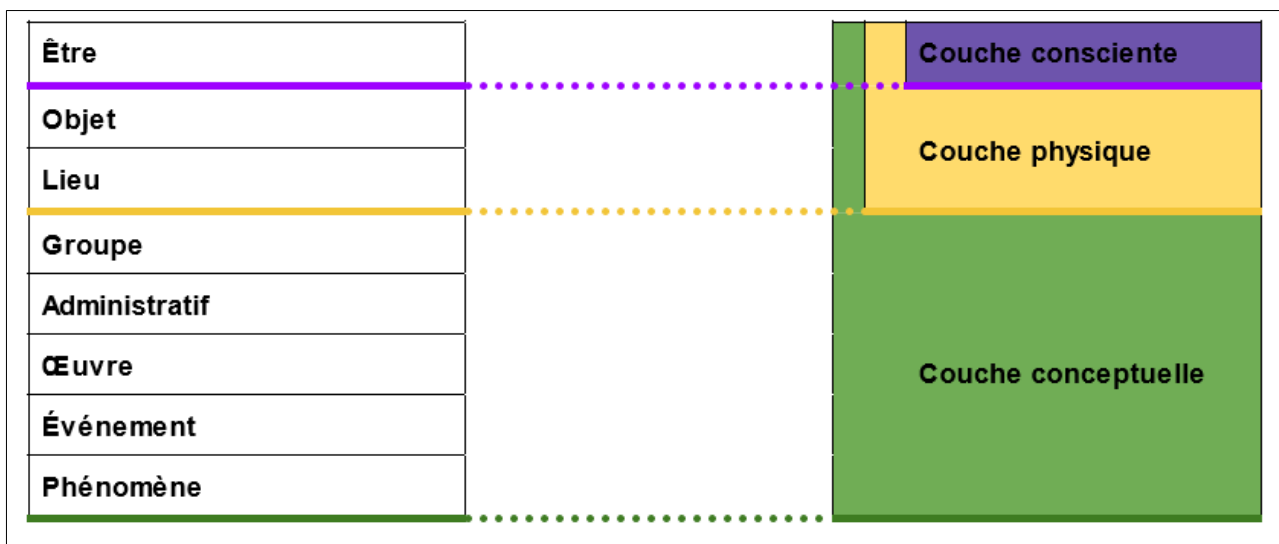 Être
Couche consciente
Objet
Couche physique
Lieu
Groupe
Administratif
Œuvre
Couche conceptuelle
Événement
Phénomène